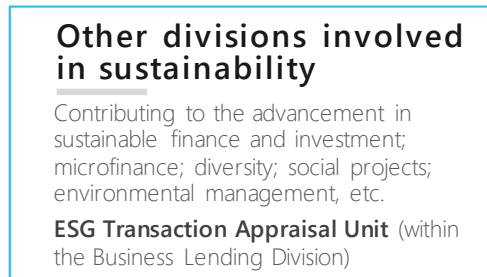 Other divisions involved
in sustainability
Contributing to the advancement in
sustainable finance and investment;
microfinance; diversity; social projects;
environmental management, etc.
ESG Transaction Appraisal Unit (within
the Business Lending Division)